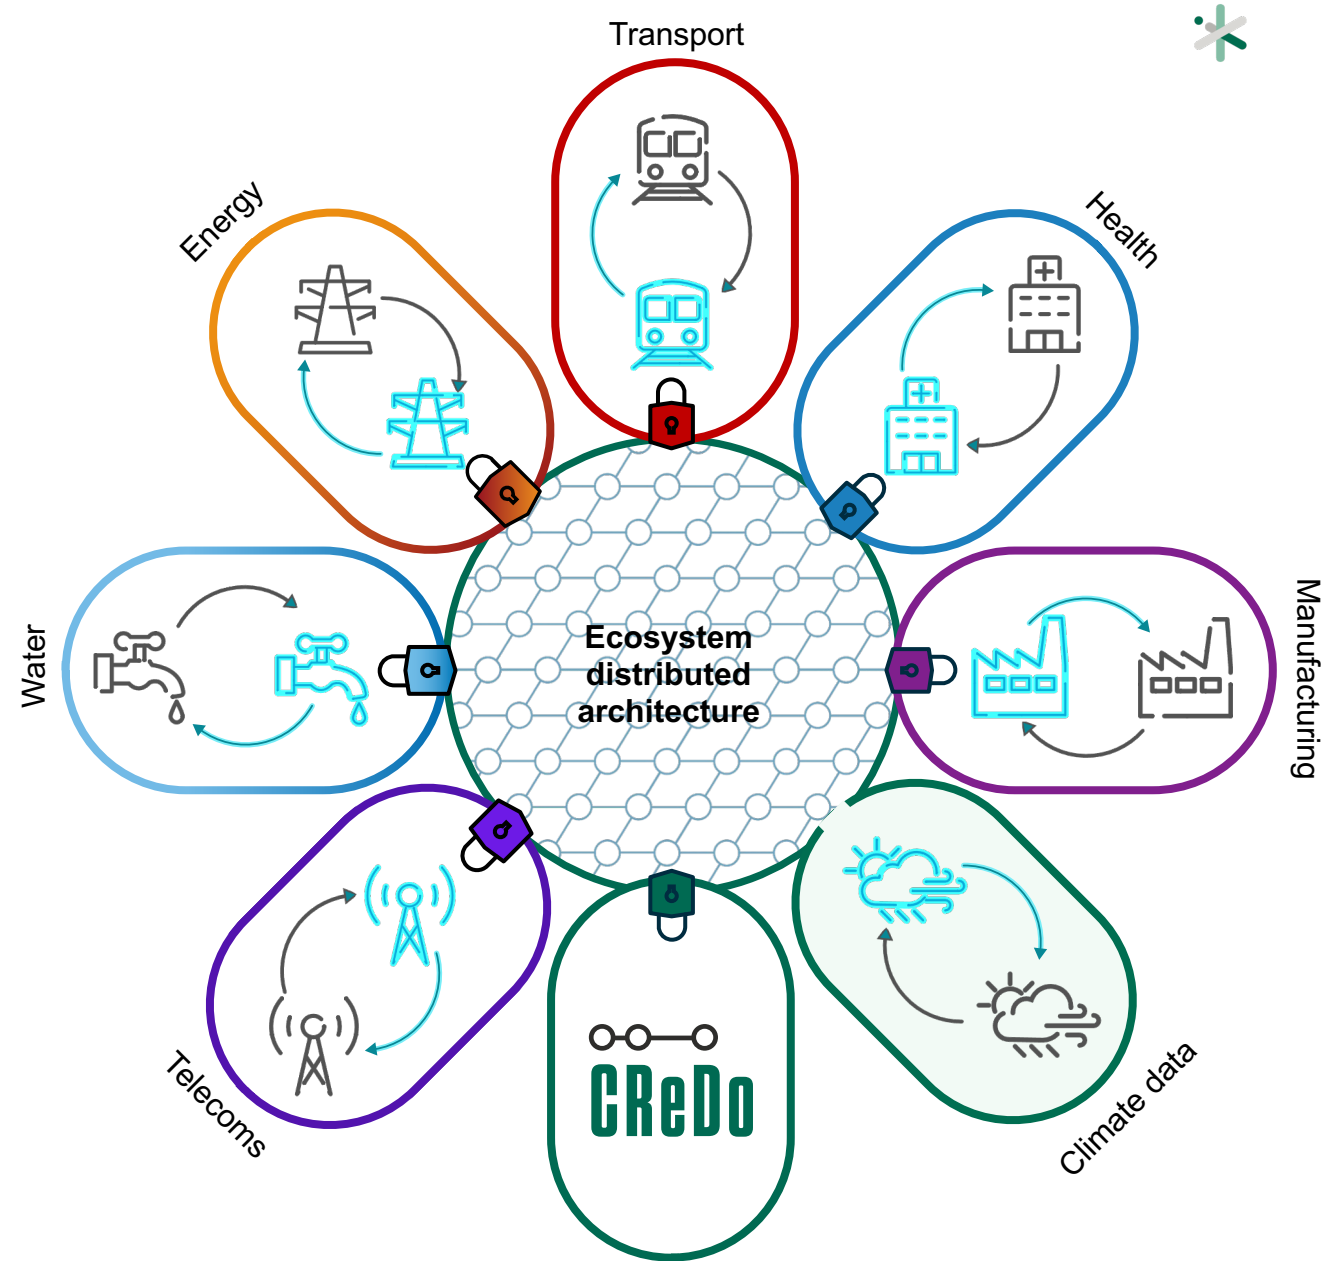 Transport
Energy
Health
Water
Ecosystem
distributed
architecture
Manufacturing
Telecoms
CReDo
Climate data